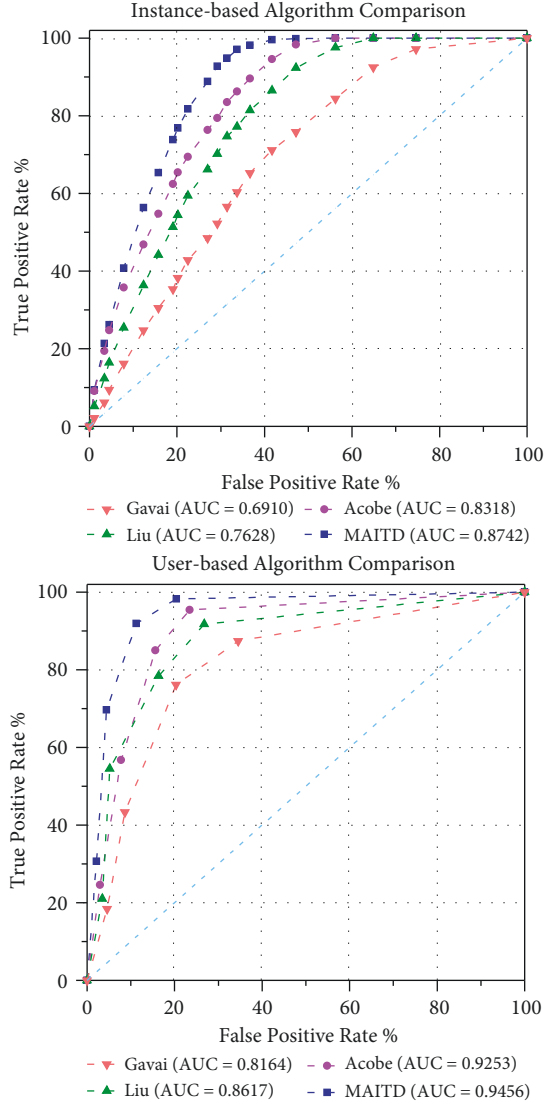 Instance-based Algorithm Comparison
100
80
60
40
20
0
True Positive Rate %
0 20 40 60 80 100
False Positive Rate %
Gavai (AUC = 0.6910) Acobe (AUC = 0.8318)
Liu (AUC = 0.7628) MAITD (AUC = 0.8742)
User-based Algorithm Comparison
100
80
60
40
20
0
True Positive Rate %
0 20 40 60 80 100
False Positive Rate %
Gavai (AUC = 0.8164) Acobe (AUC = 0.9253)
Liu (AUC = 0.8617) MAITD (AUC = 0.9456)